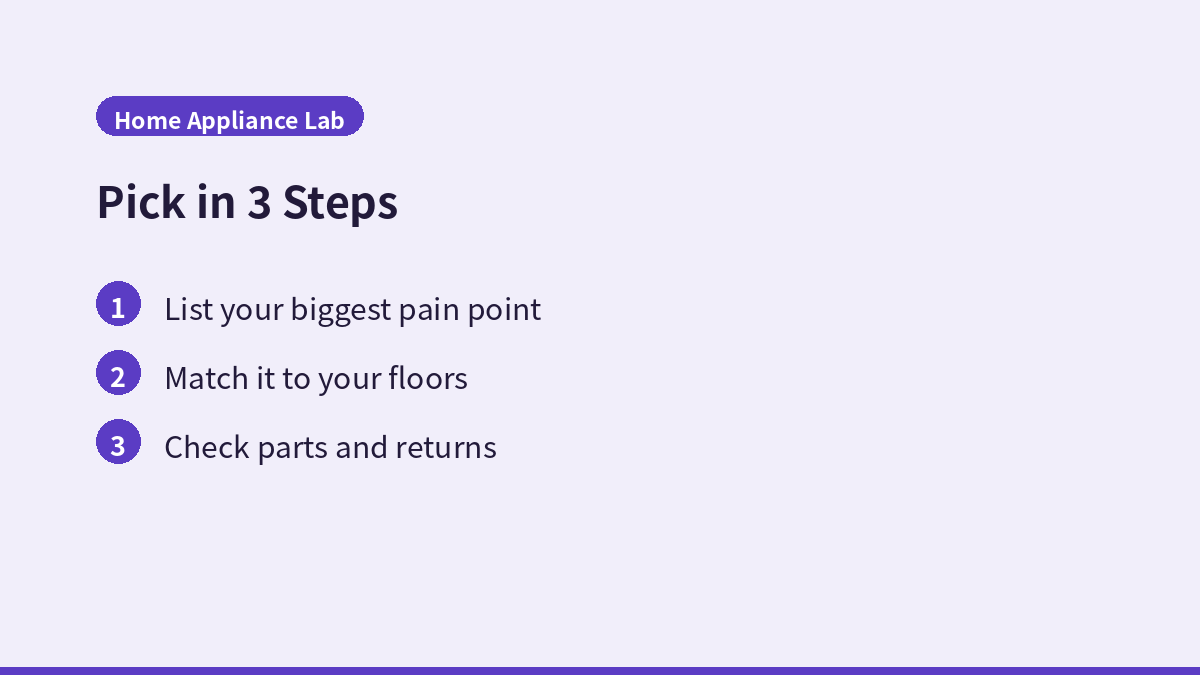 Home Appliance Lab
Pick in 3 Steps
1 List your biggest pain point
2 Match it to your floors
3 Check parts and returns